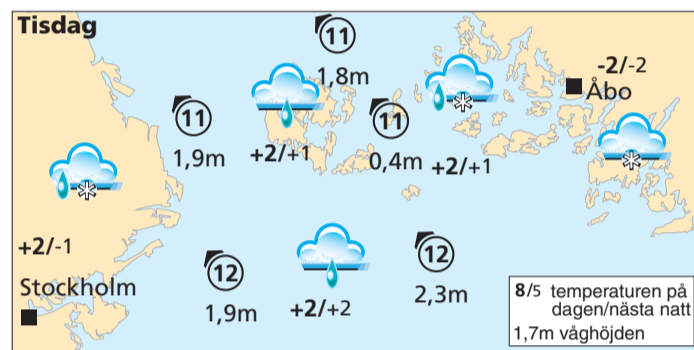 Tisdag
11
1,8m
-2/-2
Åbo
11
1,9m
+2/+1
11
0,4m
+2/+1
+2/-1
Stockholm
12
1,9m
+2/+2
12
2,3m
8/5 temperaturen på
dagen/nästa natt
1,7m våghöjden